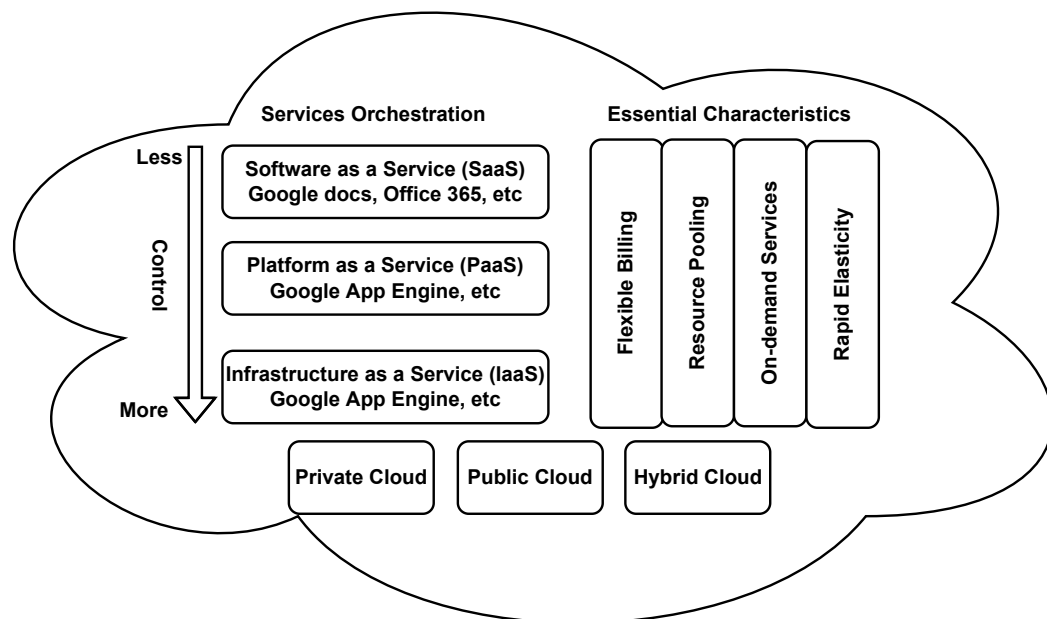 Services Orchestration
Essential Characteristics
Less
Control
More
Software as a Service (SaaS)
Google docs, Office 365, etc
Platform as a Service (PaaS)
Google App Engine, etc
Infrastructure as a Service (IaaS)
Google App Engine, etc
Flexible Billing
Resource Pooling
On-demand Services
Rapid Elasticity
Private Cloud
Public Cloud
Hybrid Cloud